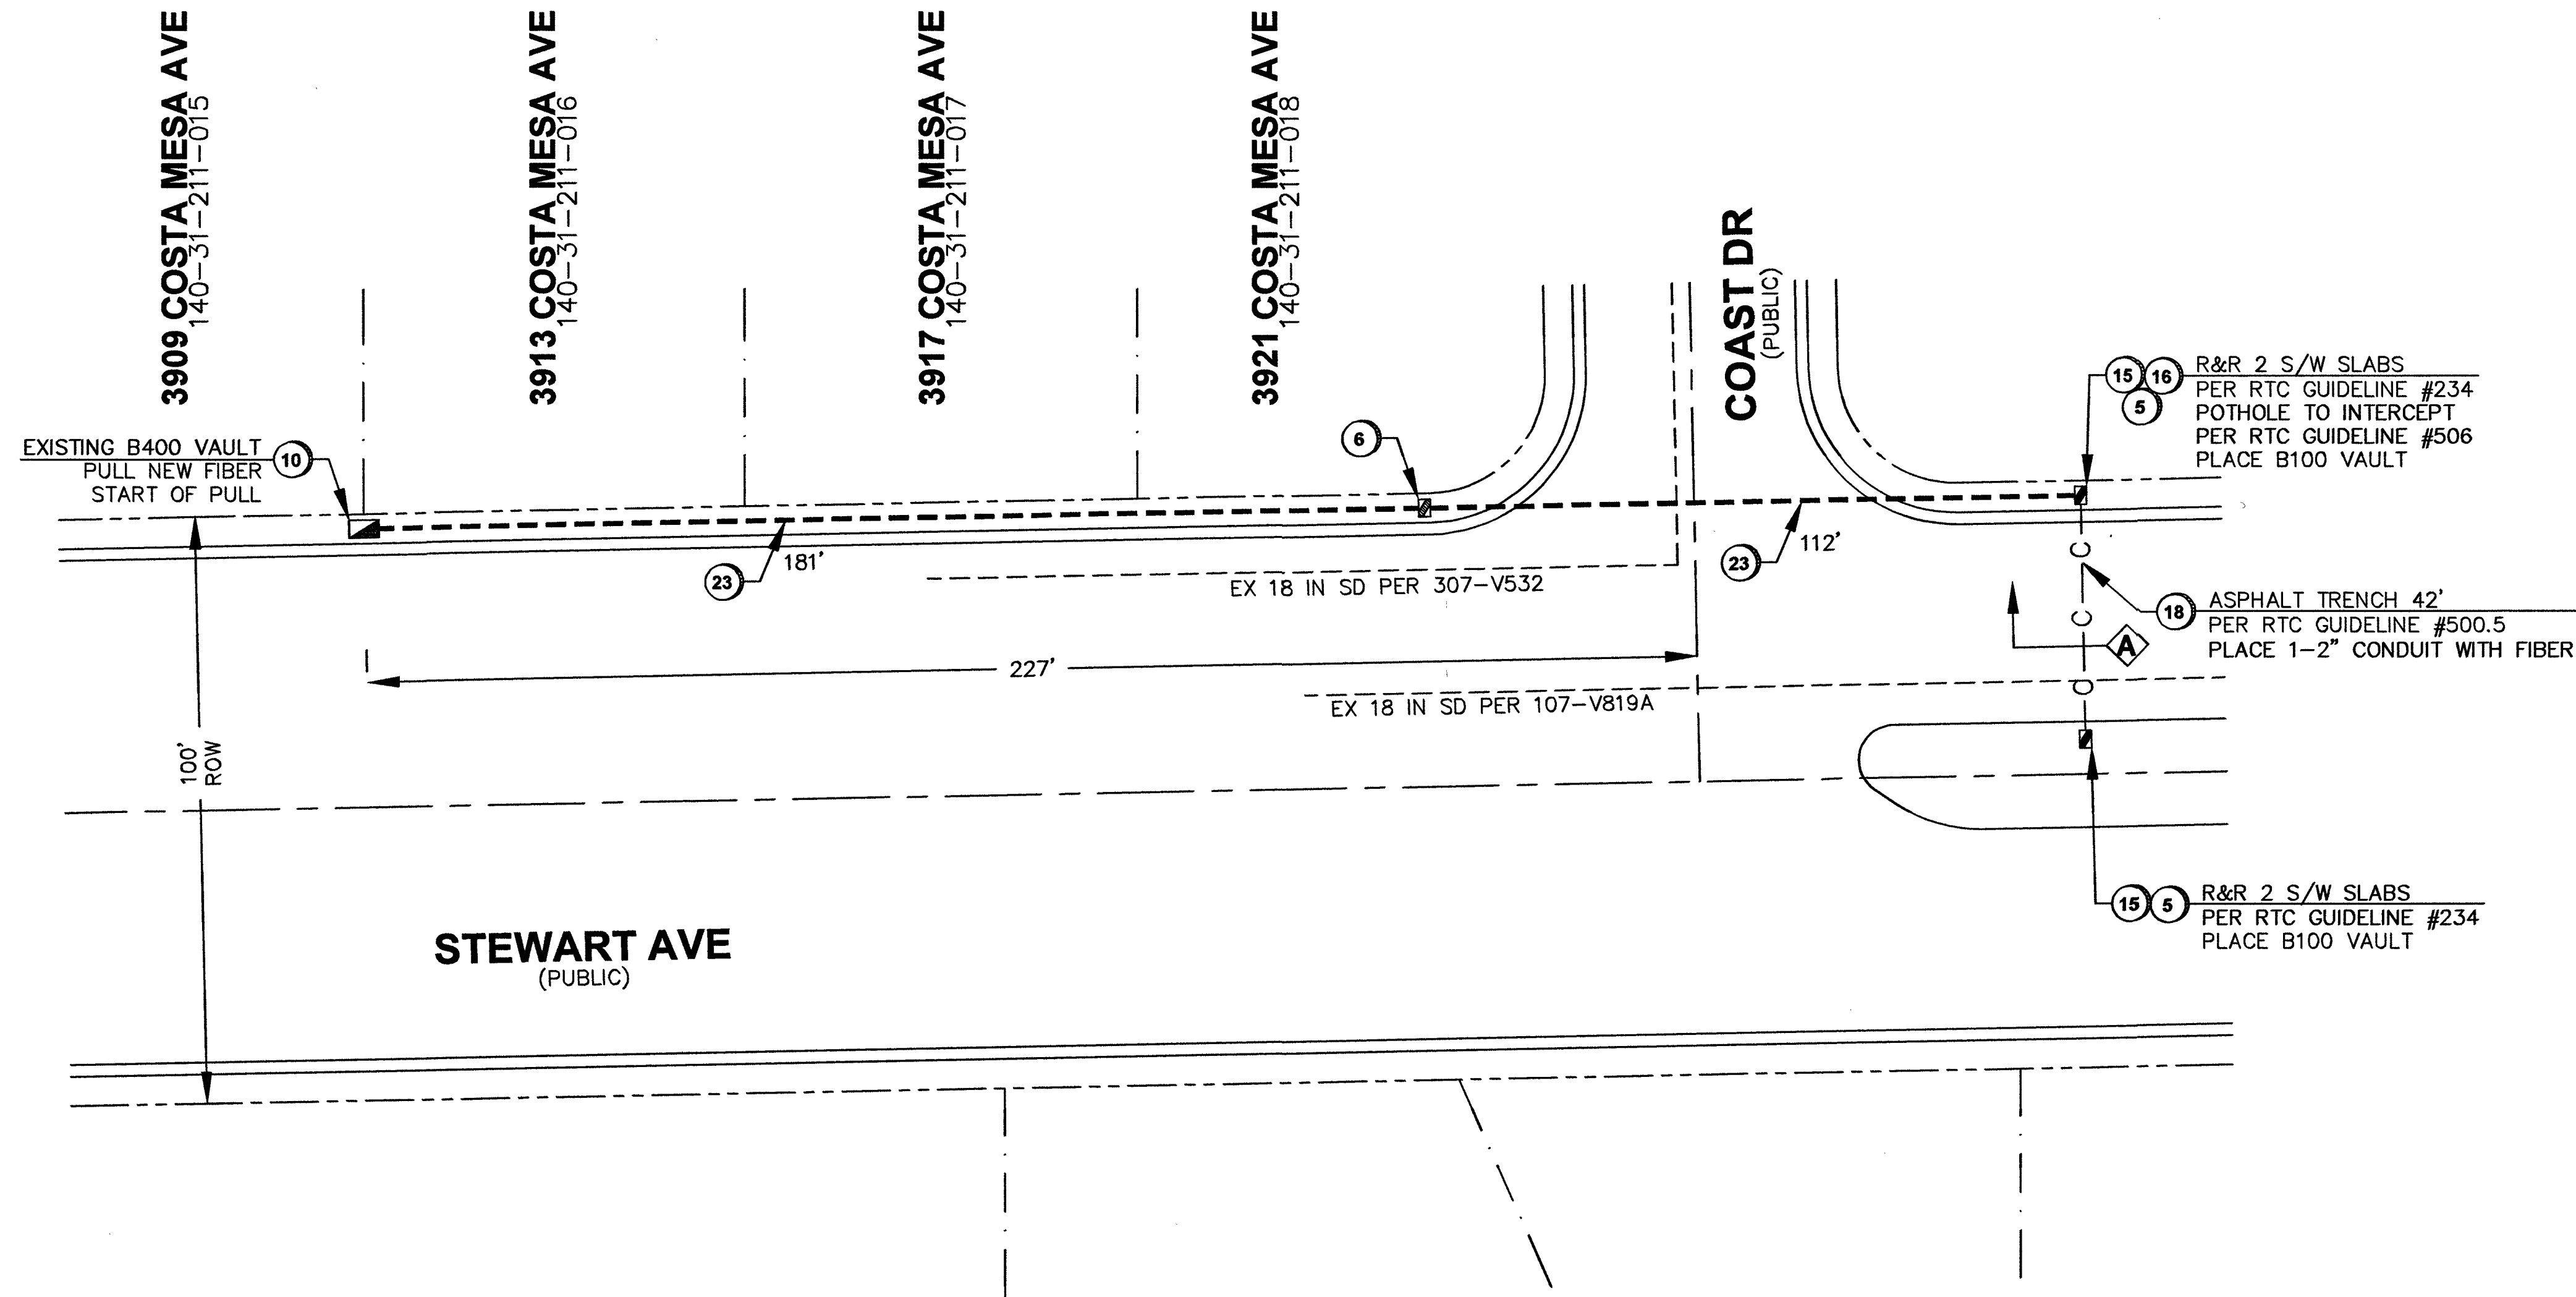 3909 COSTA MESA AVE
140-31-211-015
3913 COSTA MESA AVE
140-31-211-016
3917 COSTA MESA AVE
140-31-211-017
3921 COSTA MESA AVE
140-31-211-018
COAST DR
(PUBLIC)
15 16
5
R&R 2 S/W SLABS
PER RTC GUIDELINE #234
POTHOLE TO INTERCEPT
PER RTC GUIDELINE #506
PLACE B100 VAULT
6
EXISTING B400 VAULT
PULL NEW FIBER
START OF PULL
10
23
181'
23
112'
EX 18 IN SD PER 307-V532
C
C
C
18
ASPHALT TRENCH 42'
PER RTC GUIDELINE #500.5
PLACE 1-2" CONDUIT WITH FIBER
A
227'
EX 18 IN SD PER 107-V819A
100'
ROW
STEWART AVE
(PUBLIC)
15 5
R&R 2 S/W SLABS
PER RTC GUIDELINE #234
PLACE B100 VAULT